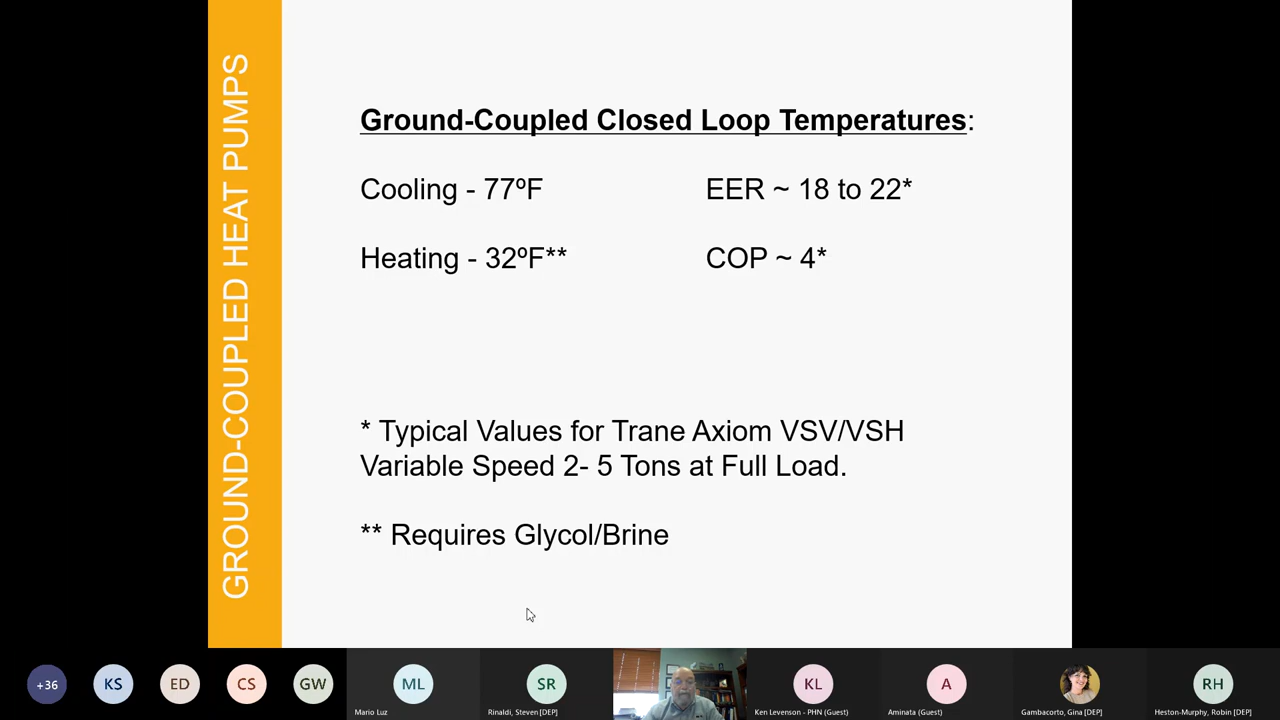 GROUND-COUPLED HEAT PUMPS
Ground-Coupled Closed Loop Temperatures:
Cooling - 77ºF EER ~ 18 to 22*
Heating - 32ºF** COP ~ 4*
* Typical Values for Trane Axiom VSV/VSH
Variable Speed 2- 5 Tons at Full Load.
** Requires Glycol/Brine
+36 KS ED CS GW ML SR KL A RH
Mario Luz Rinaldi, Steven [DEP] Ken Levenson - PHN (Guest) Aminata (Guest) Gambacorto, Gina [DEP] Heston-Murphy, Robin [DEP]